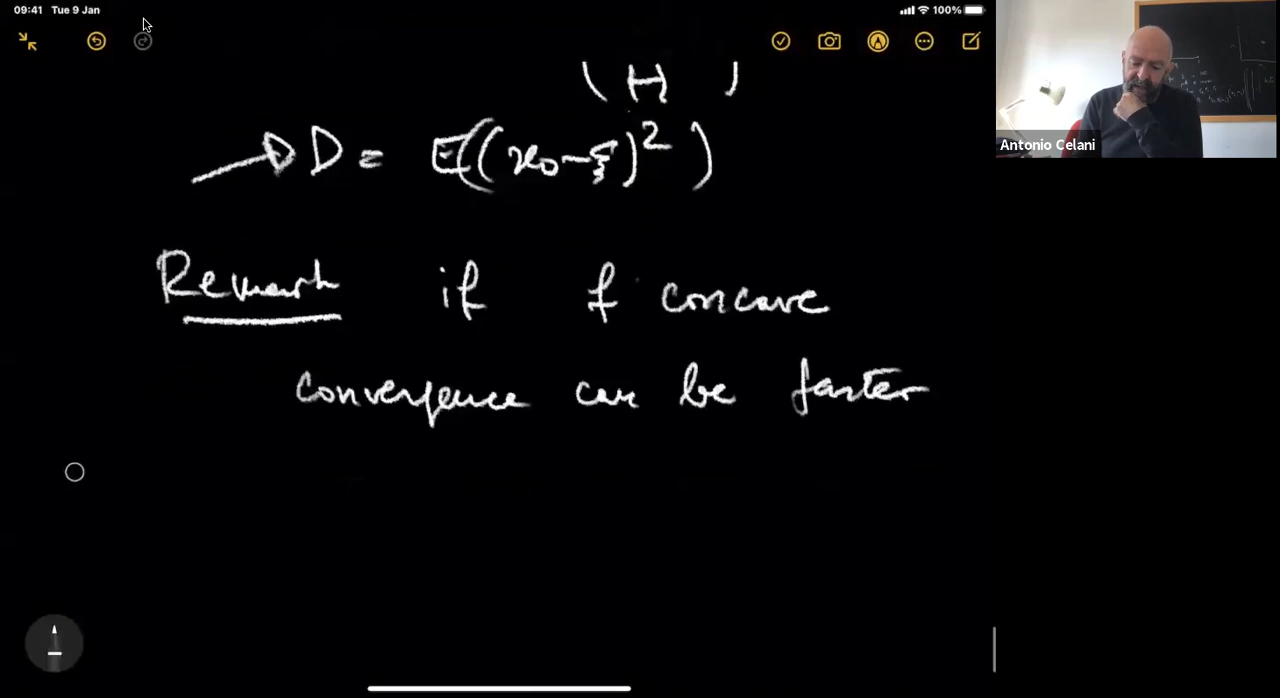 09:41 Tue 9 Jan
100%
( H )
D = E((x₀-ξ)² )
Remark if f concave
convergence can be faster
Antonio Celani